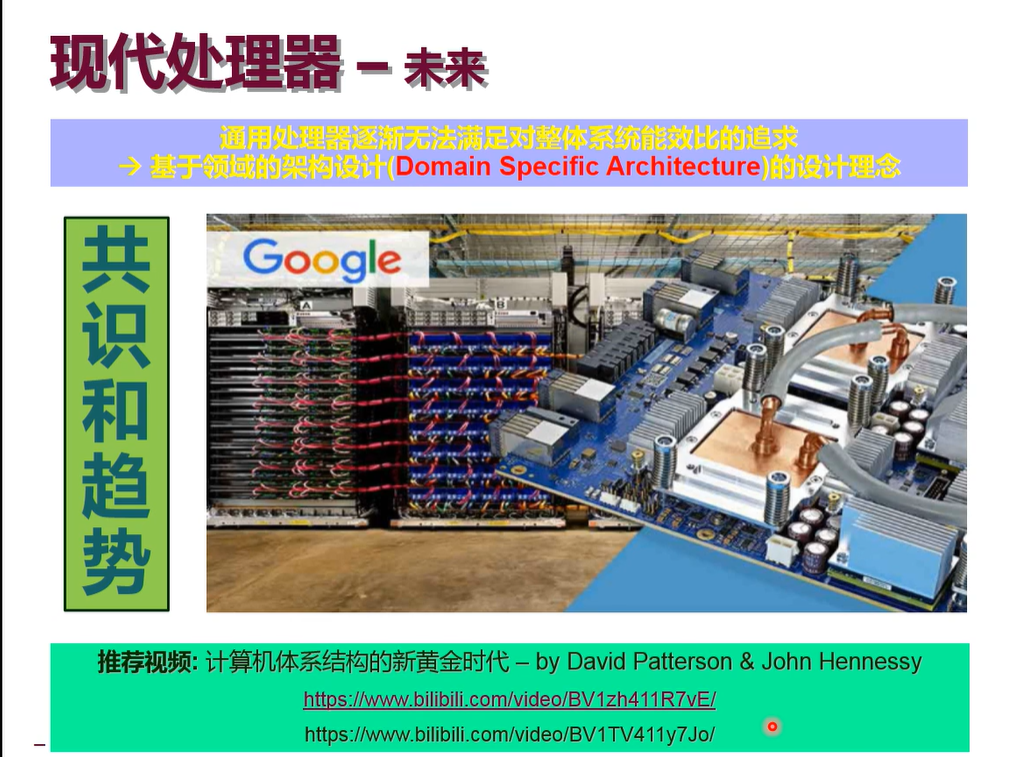 现代处理器 – 未来
通用处理器逐渐无法满足对整体系统能效比的追求
→ 基于领域的架构设计(Domain Specific Architecture)的设计理念
共
识
和
趋
势
Google
A
B
推荐视频: 计算机体系结构的新黄金时代 – by David Patterson & John Hennessy
https://www.bilibili.com/video/BV1zh411R7vE/
https://www.bilibili.com/video/BV1TV411y7Jo/